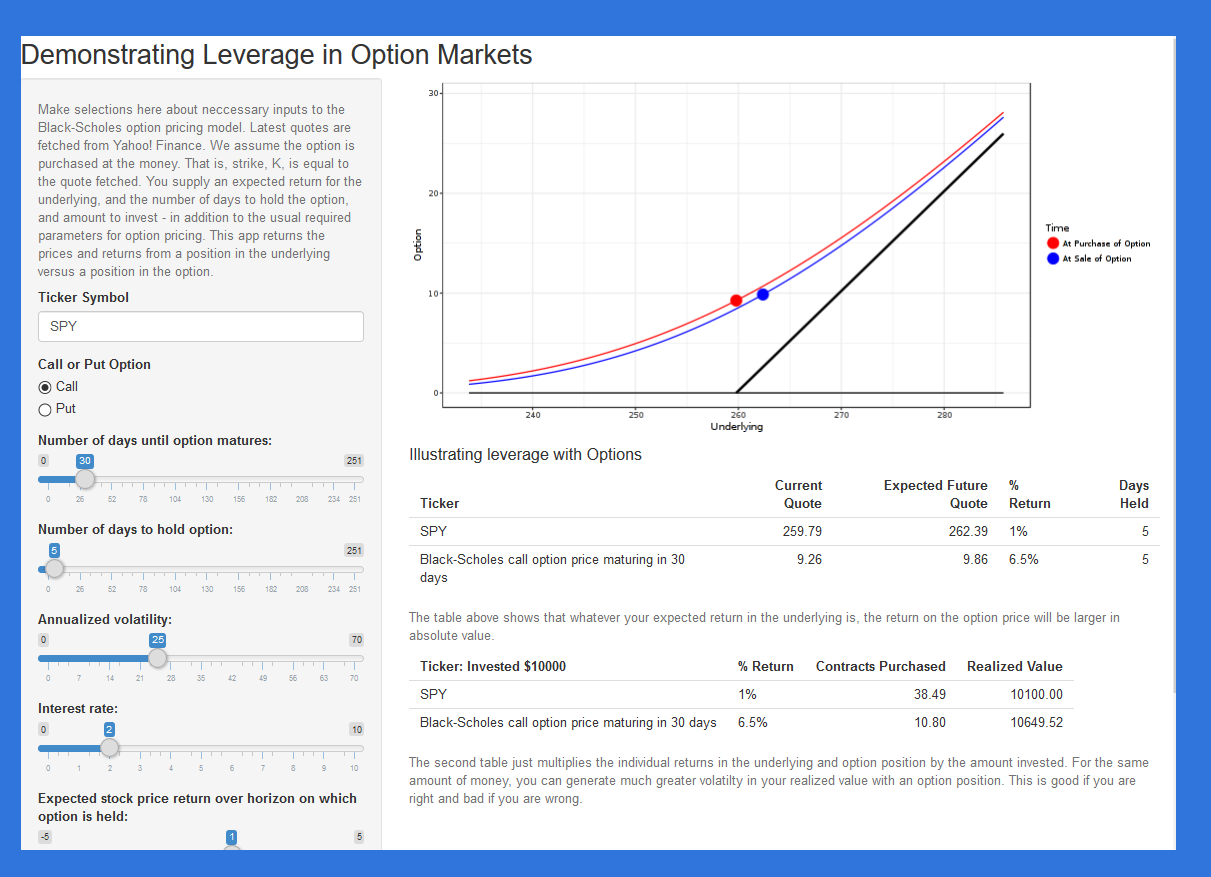 Demonstrating Leverage in Option Markets
Make selections here about neccessary inputs to the
Black-Scholes option pricing model. Latest quotes are
fetched from Yahoo! Finance. We assume the option is
purchased at the money. That is, strike, K, is equal to
the quote fetched. You supply an expected return for the
underlying, and the number of days to hold the option,
and amount to invest - in addition to the usual required
parameters for option pricing. This app returns the
prices and returns from a position in the underlying
versus a position in the option.
Ticker Symbol
SPY
Call or Put Option
Call
Put
Number of days until option matures:
0 30 251
0 26 52 78 104 130 156 182 208 234 251
Number of days to hold option:
5 251
0 26 52 78 104 130 156 182 208 234 251
Annualized volatility:
0 25 70
0 7 14 21 28 35 42 49 56 63 70
Interest rate:
0 2 10
0 1 2 3 4 5 6 7 8 9 10
Expected stock price return over horizon on which
option is held:
-5 1 5
30
20
10
0
Option
240 250 260 270 280
Underlying
Time
At Purchase of Option
At Sale of Option
Illustrating leverage with Options
Ticker Current Quote Expected Future Quote % Return Days Held
SPY 259.79 262.39 1% 5
Black-Scholes call option price maturing in 30 days 9.26 9.86 6.5% 5
The table above shows that whatever your expected return in the underlying is, the return on the option price will be larger in
absolute value.
Ticker: Invested $10000 % Return Contracts Purchased Realized Value
SPY 1% 38.49 10100.00
Black-Scholes call option price maturing in 30 days 6.5% 10.80 10649.52
The second table just multiplies the individual returns in the underlying and option position by the amount invested. For the same
amount of money, you can generate much greater volatilty in your realized value with an option position. This is good if you are
right and bad if you are wrong.